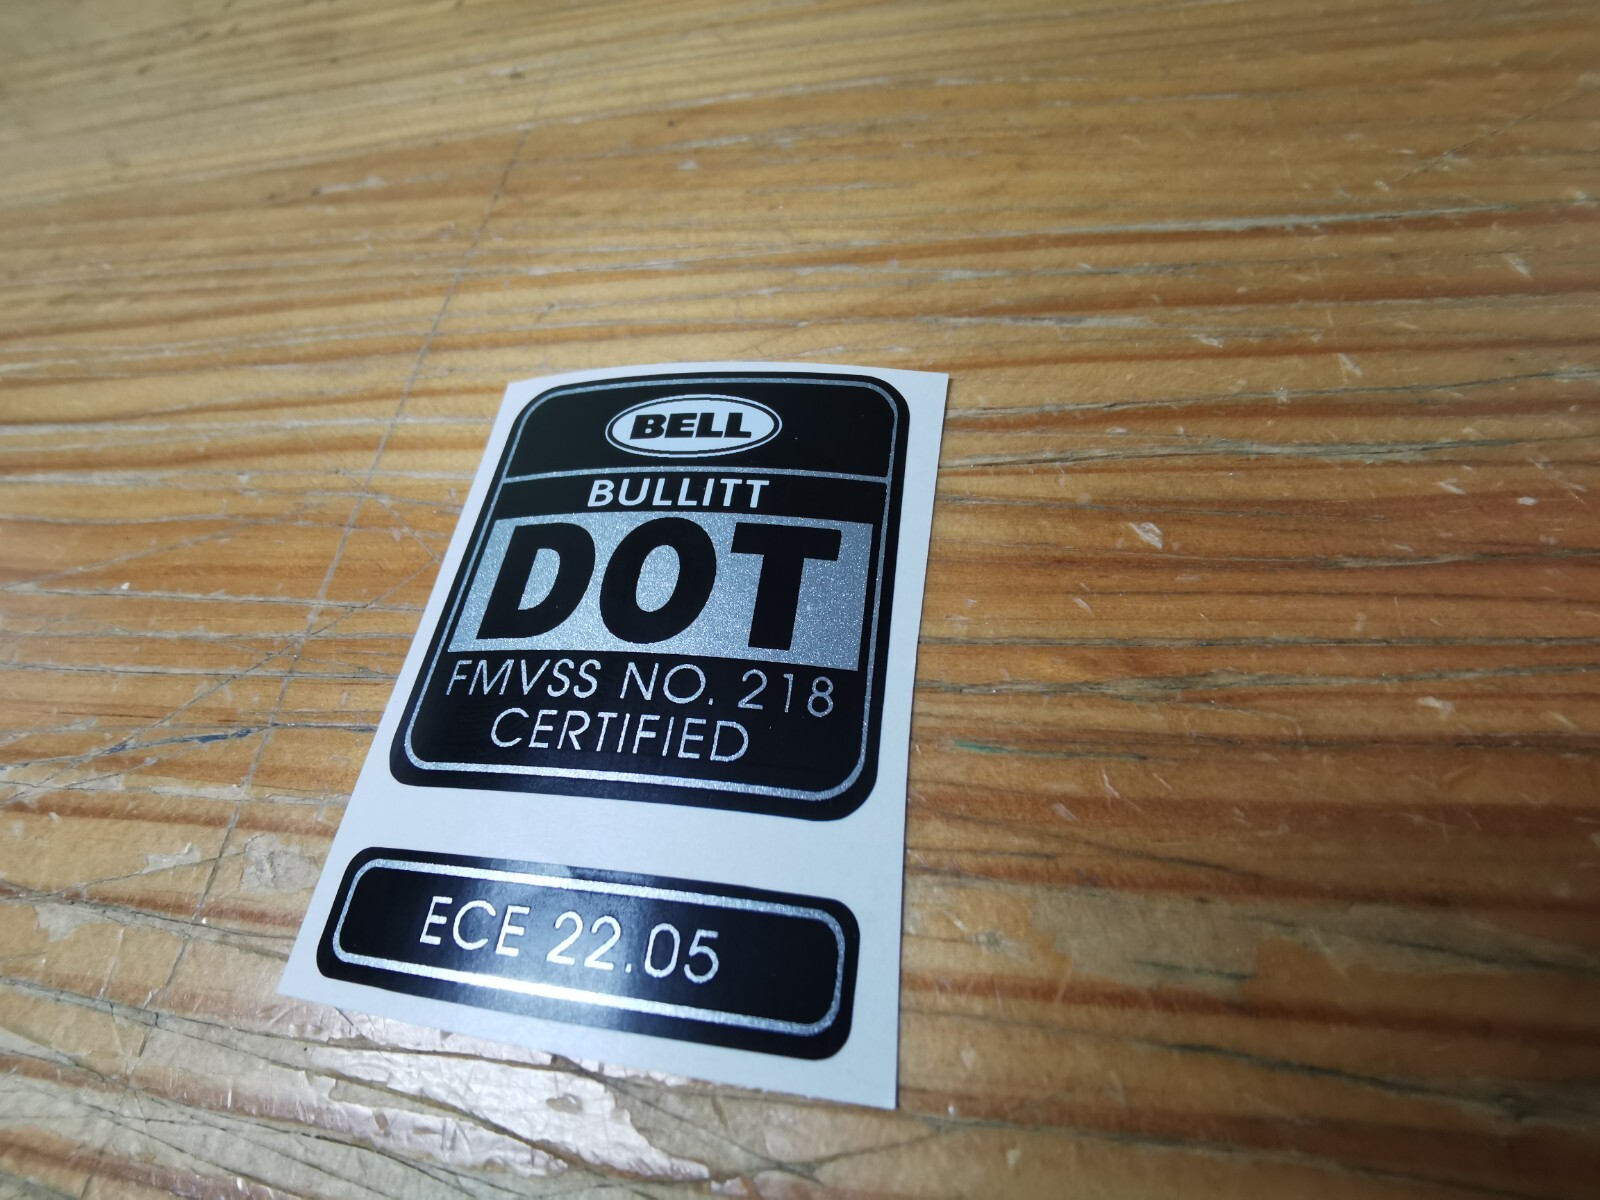 BELL
BULLITT
DOT
FMVSS NO. 218
CERTIFIED
ECE 22.05